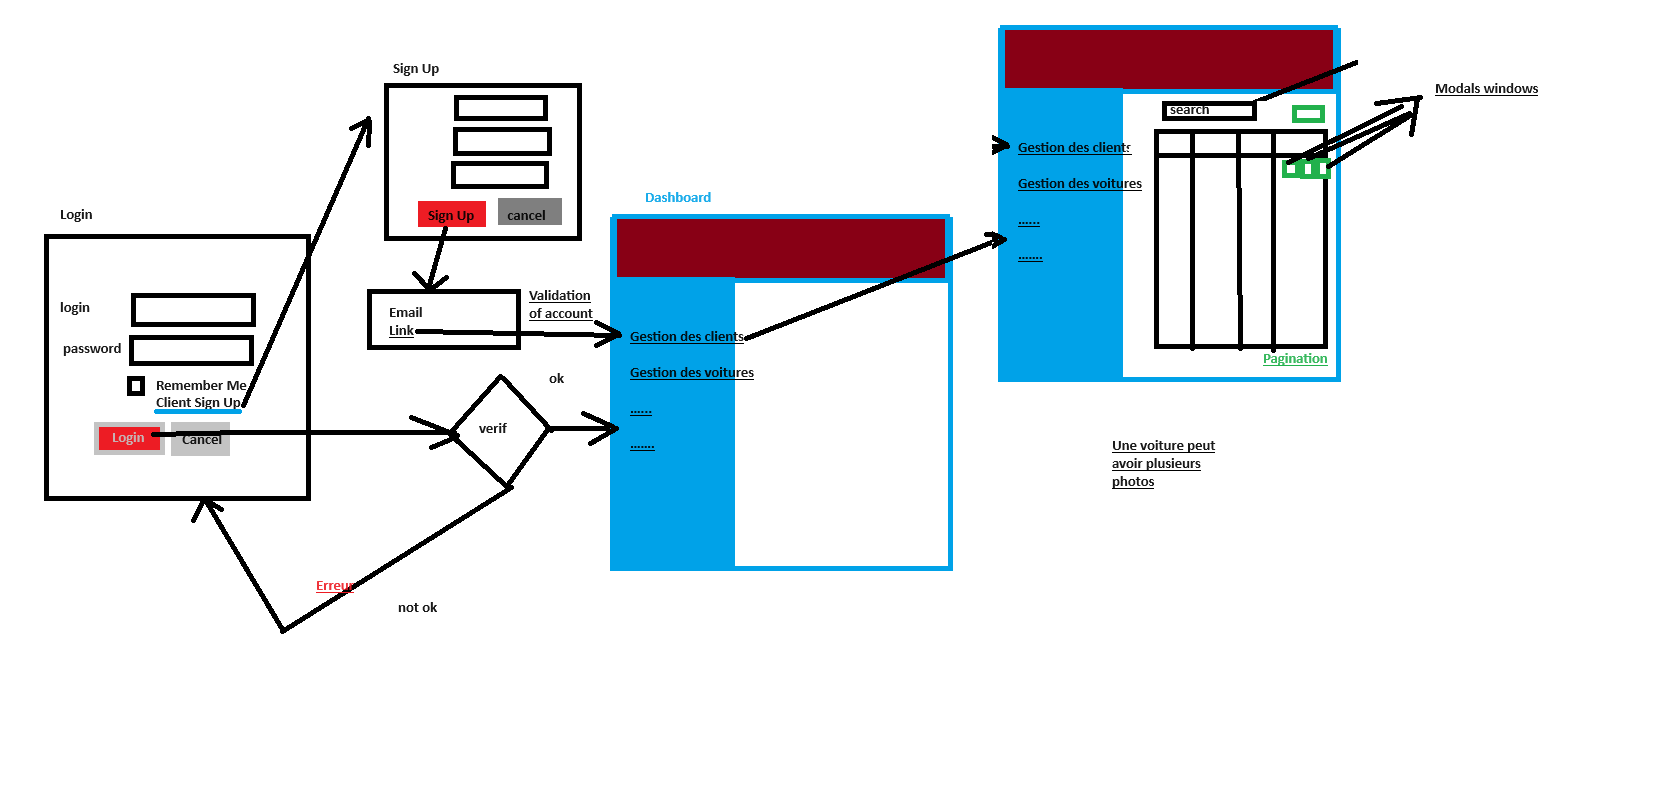 Login
login
password
Remember Me
Client Sign Up
Login
Cancel
Sign Up
Sign Up
cancel
Email
Link
Validation
of account
verif
ok
Erreur
not ok
Dashboard
Gestion des clients
Gestion des voitures
......
.......
search
Gestion des clients
Gestion des voitures
......
.......
Pagination
Modals windows
Une voiture peut
avoir plusieurs
photos